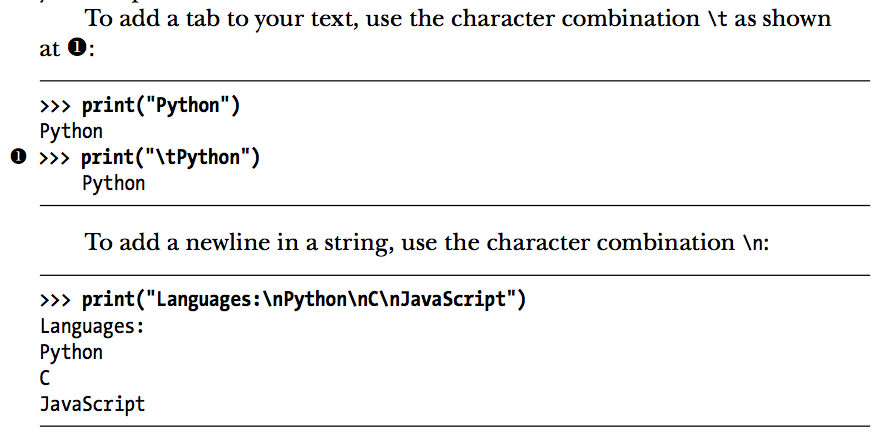 To add a tab to your text, use the character combination \t as shown
at ❶:
>>> print("Python")
Python
❶ >>> print("\tPython")
    Python
To add a newline in a string, use the character combination \n:
>>> print("Languages:\nPython\nC\nJavaScript")
Languages:
Python
C
JavaScript